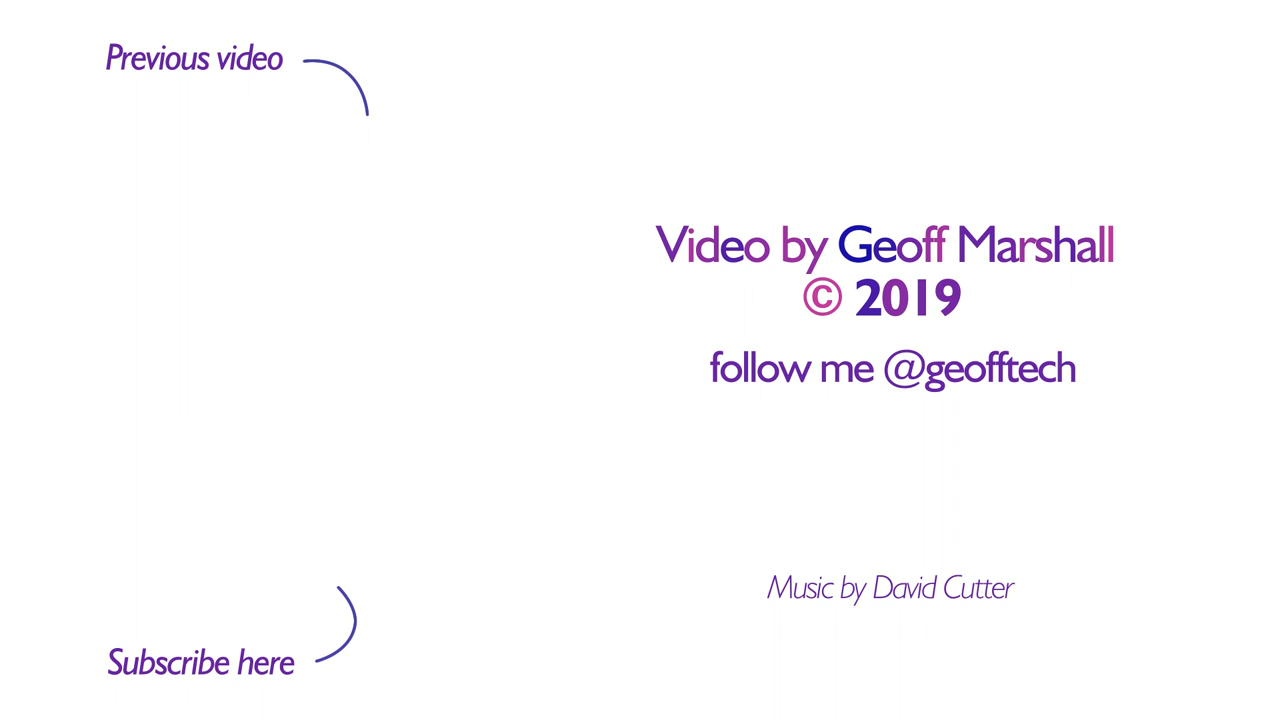 Previous video
Video by Geoff Marshall
© 2019
follow me @geofftech
Music by David Cutter
Subscribe here